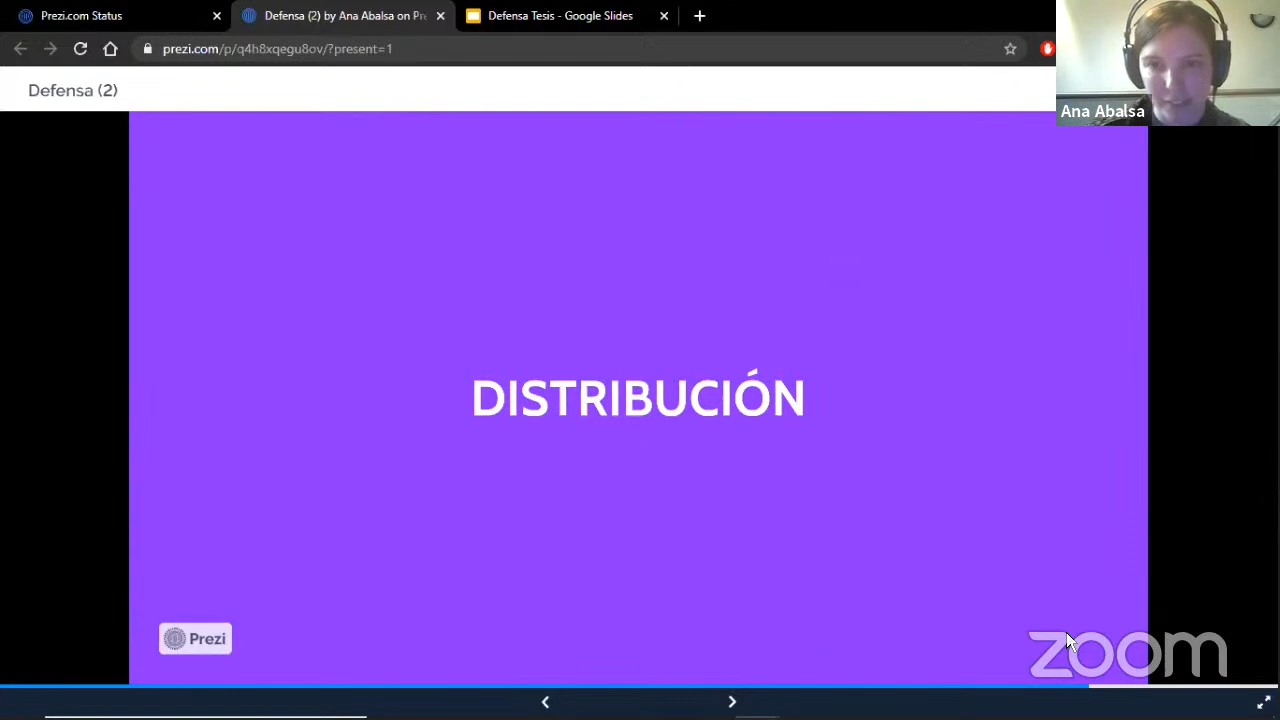 Prezi.com Status
Defensa (2) by Ana Abalsa on Pre
Defensa Tesis - Google Slides
prezi.com/p/q4h8xqegu8ov/?present=1
Defensa (2)
Ana Abalsa
DISTRIBUCIÓN
Prezi
zoom